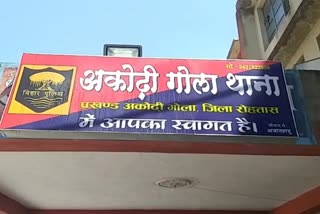 अकोढ़ी गोला थाना
प्रखण्ड अकोढी गोला, जिला रोहतास
में आपका स्वागत है।
बिहार पुलिस